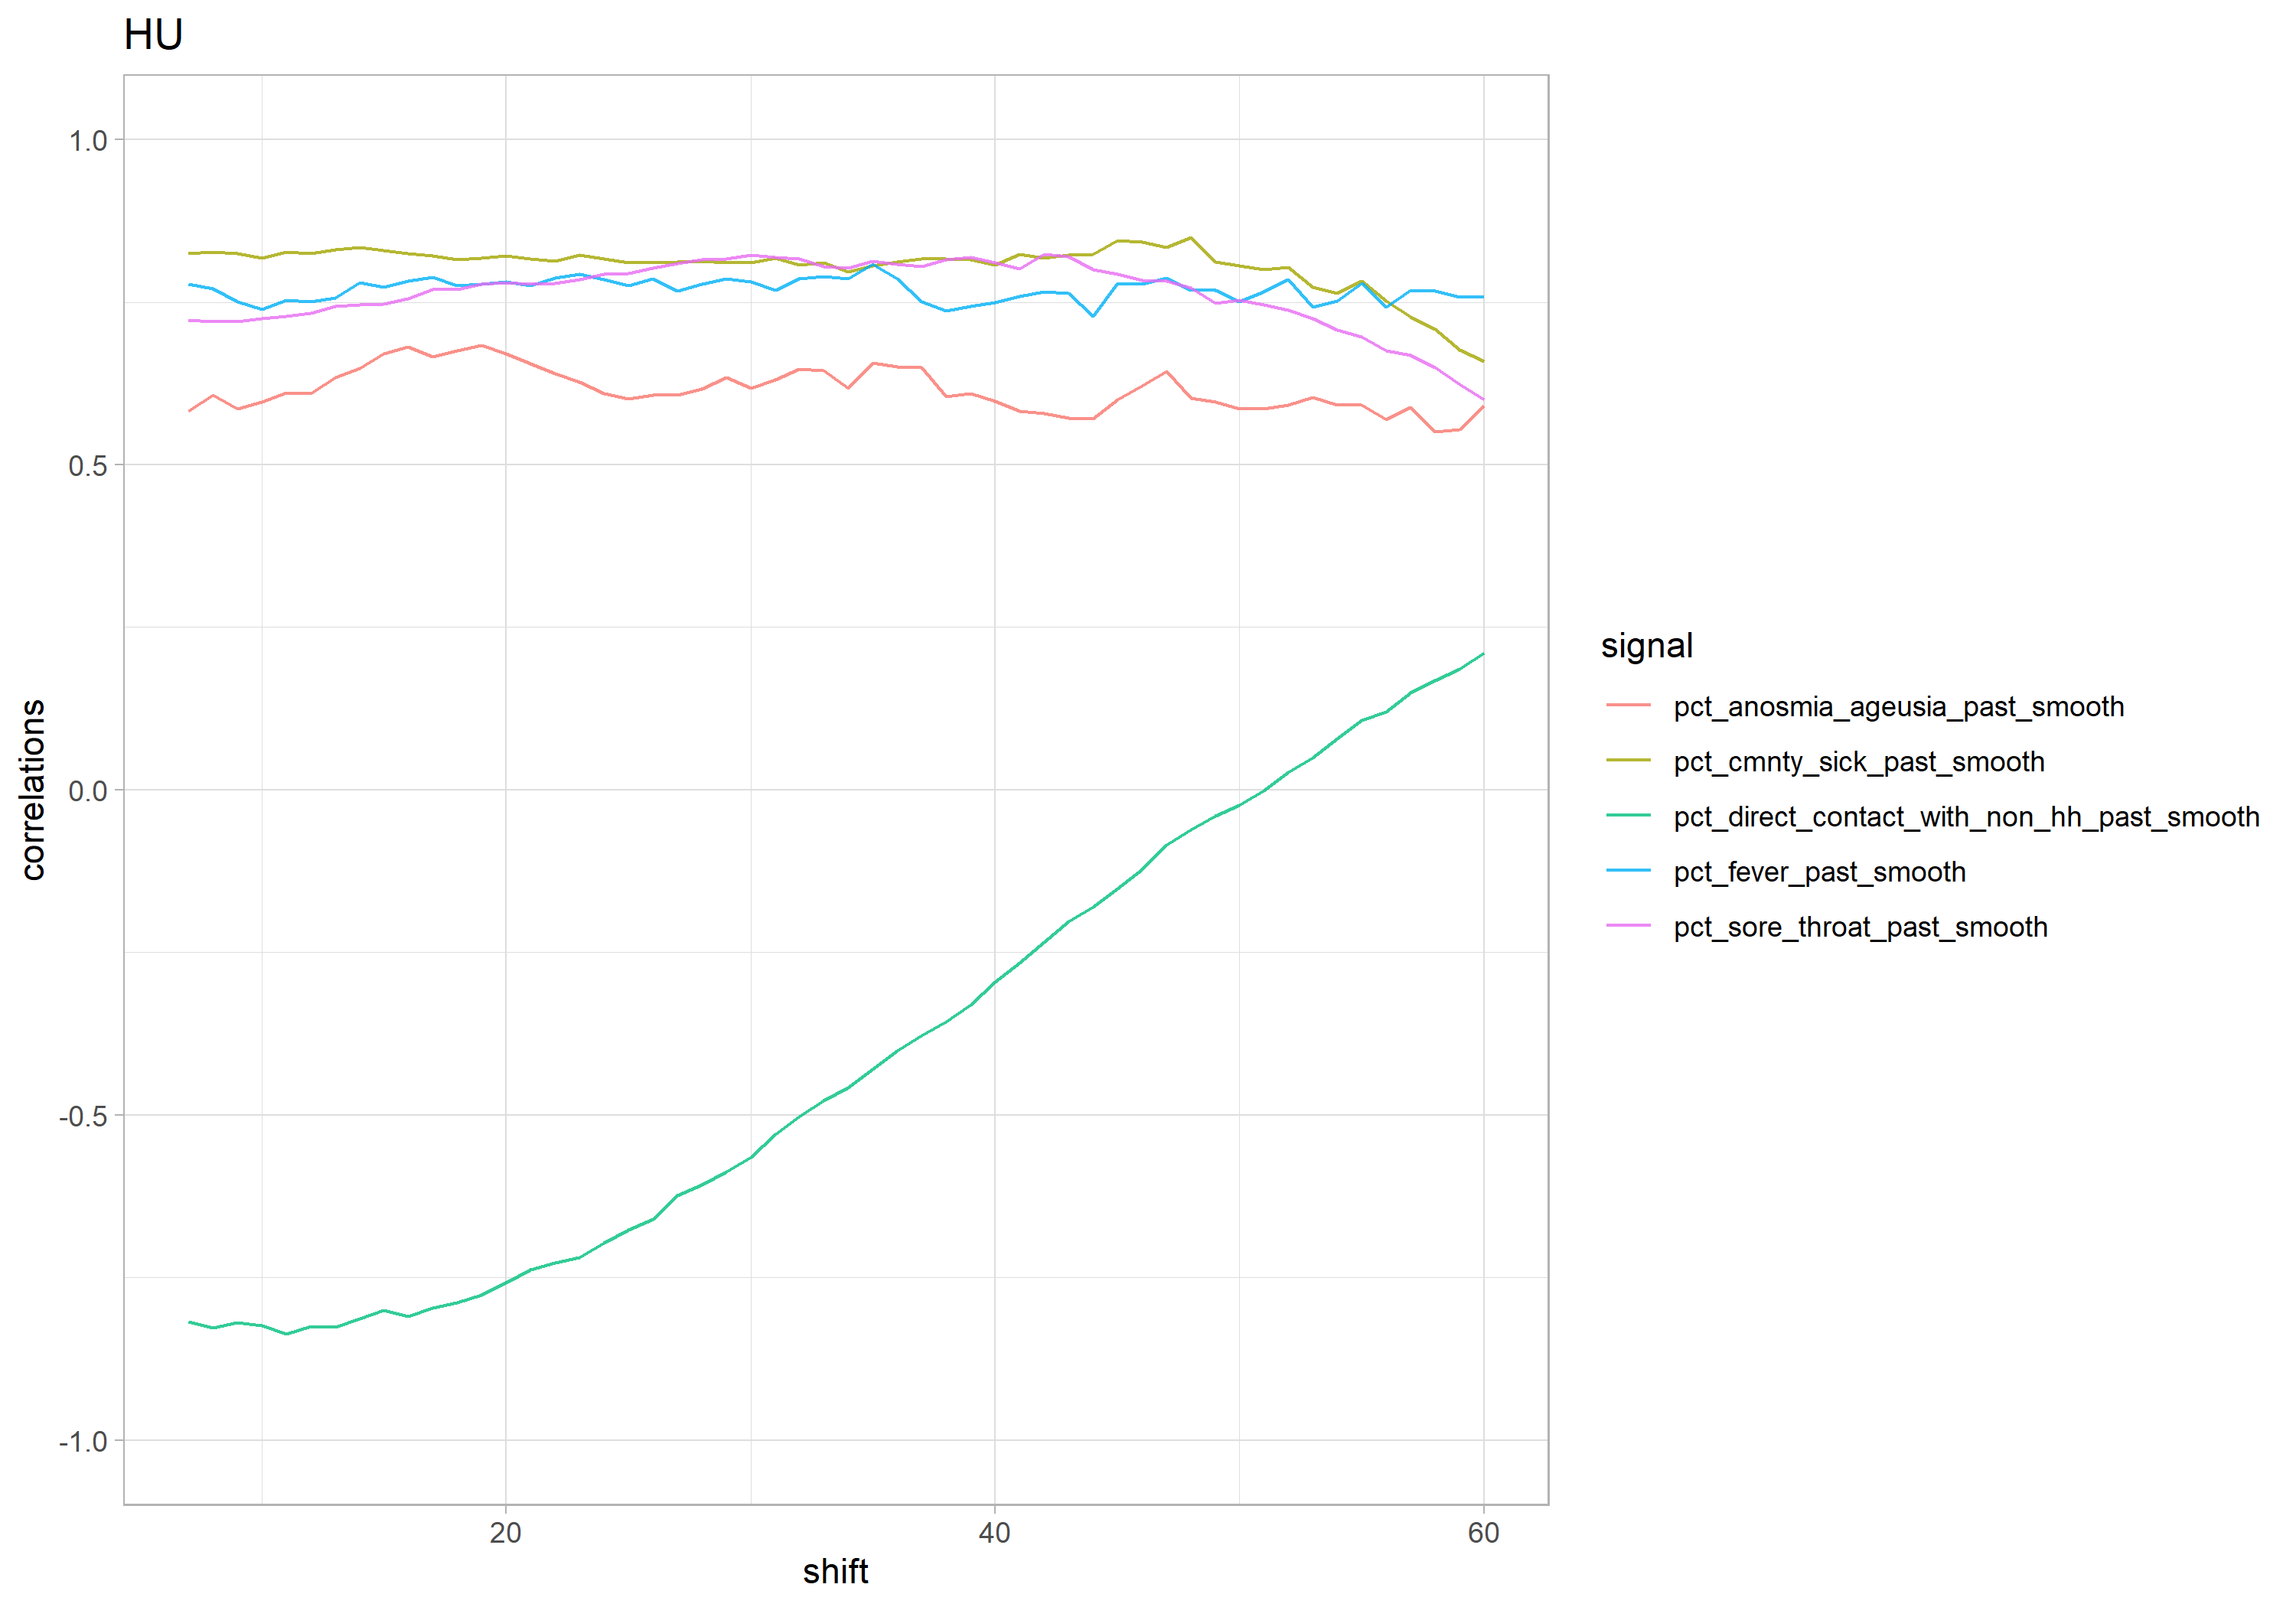 HU
1.0
0.5
0.0
-0.5
-1.0
correlations
20 40 60
shift
signal
pct_anosmia_ageusia_past_smooth
pct_cmnty_sick_past_smooth
pct_direct_contact_with_non_hh_past_smooth
pct_fever_past_smooth
pct_sore_throat_past_smooth